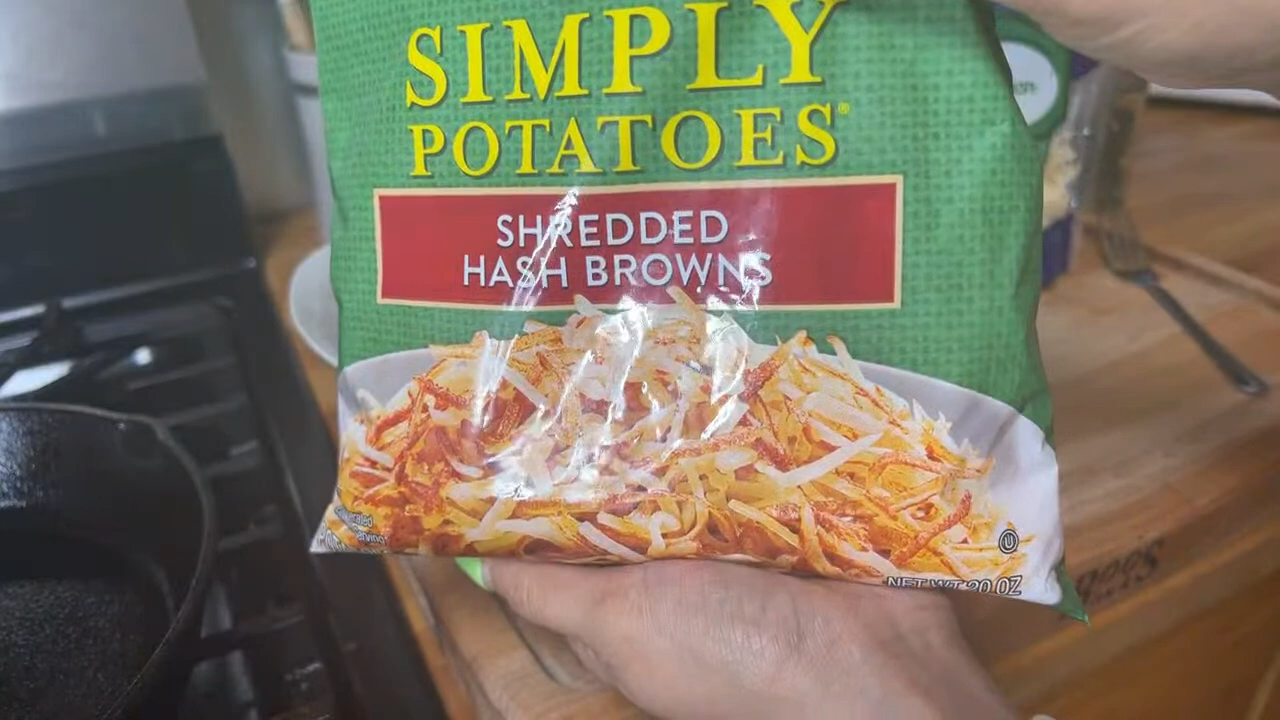 SIMPLY
POTATOES®
SHREDDED
HASH BROWNS
NET WT 20 OZ